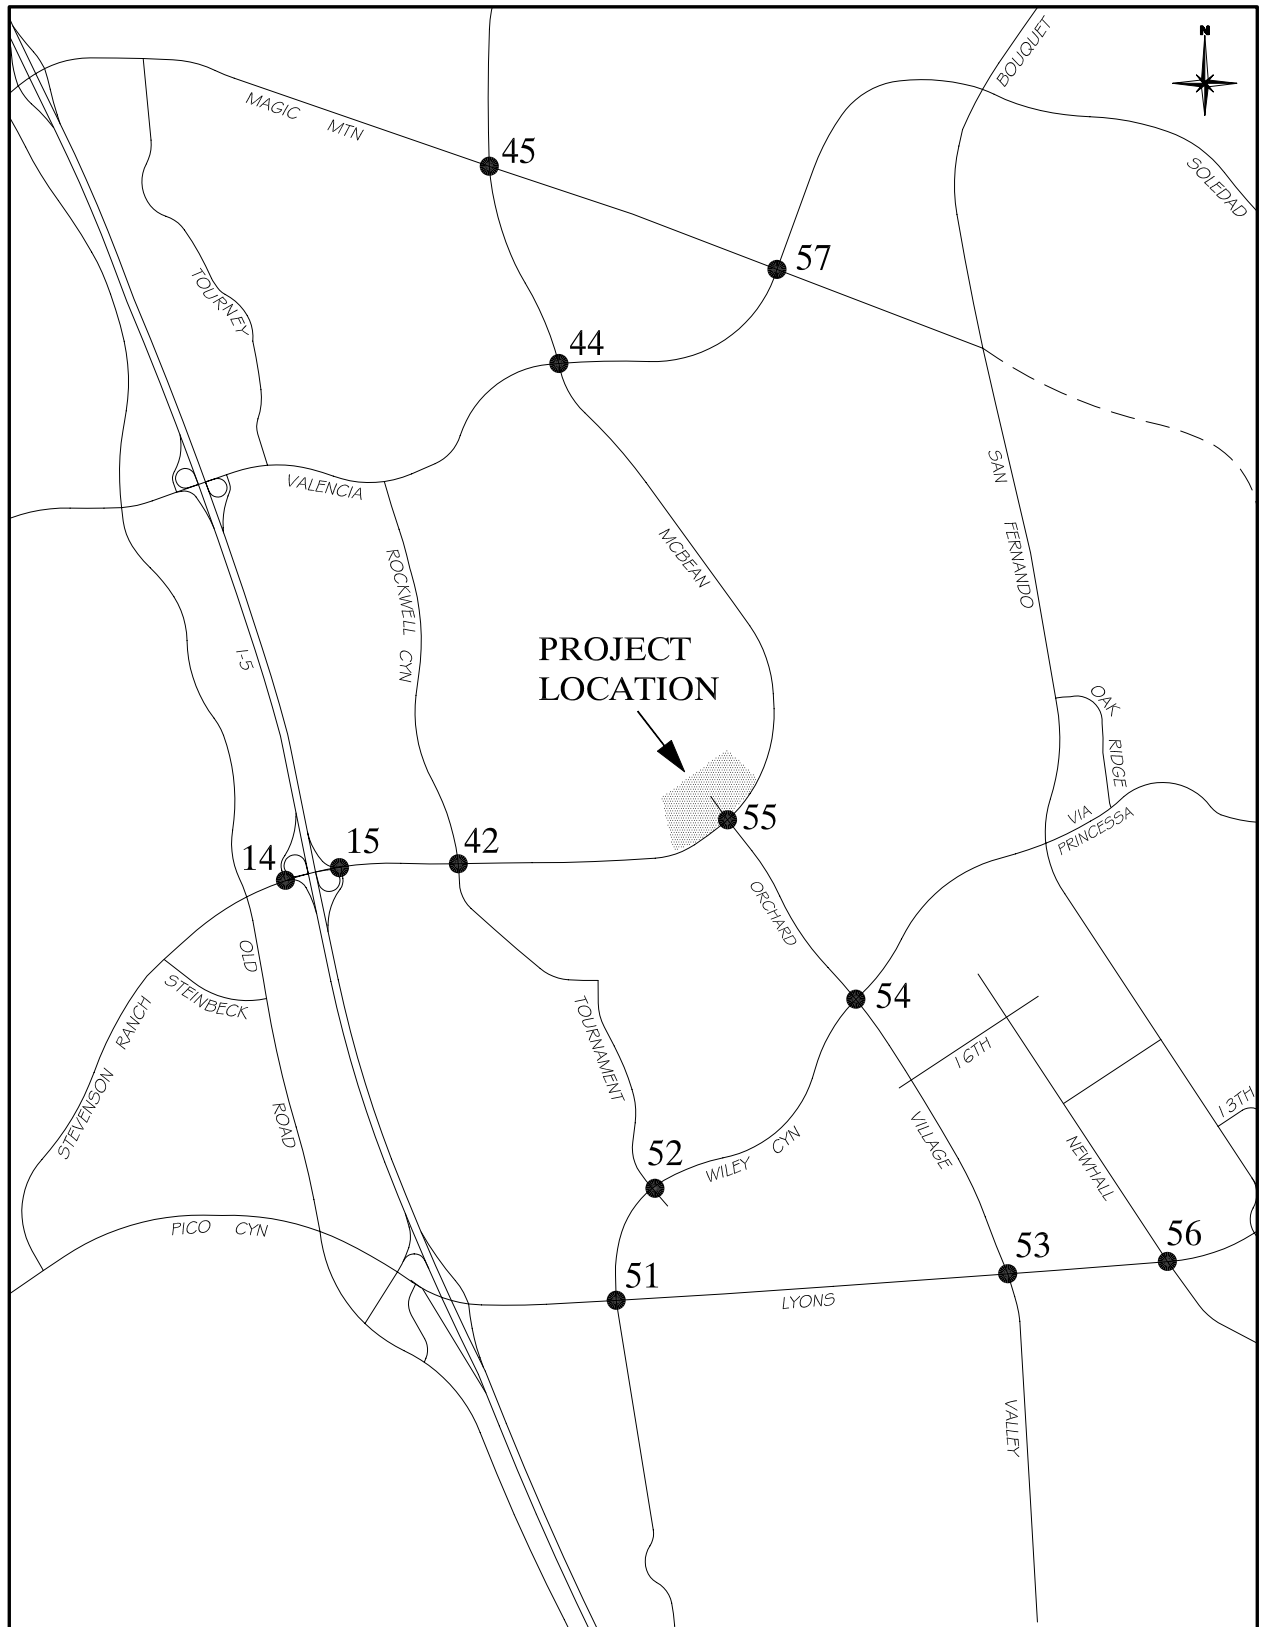 N
BOUQUET
MAGIC MTN
45
SOLEDAD
57
TOURNEY
44
VALENCIA
SAN FERNANDO
MCBEAN
ROCKWELL CYN
I-5
PROJECT
LOCATION
OAK RIDGE
VIA
PRINCESSA
55
15
42
14
ORCHARD
OLD ROAD
STEINBECK
54
STEVENSON RANCH
TOURNAMENT
16TH
13TH
VILLAGE
NEWHALL
52
WILEY CYN
PICO CYN
53
56
51
LYONS
VALLEY